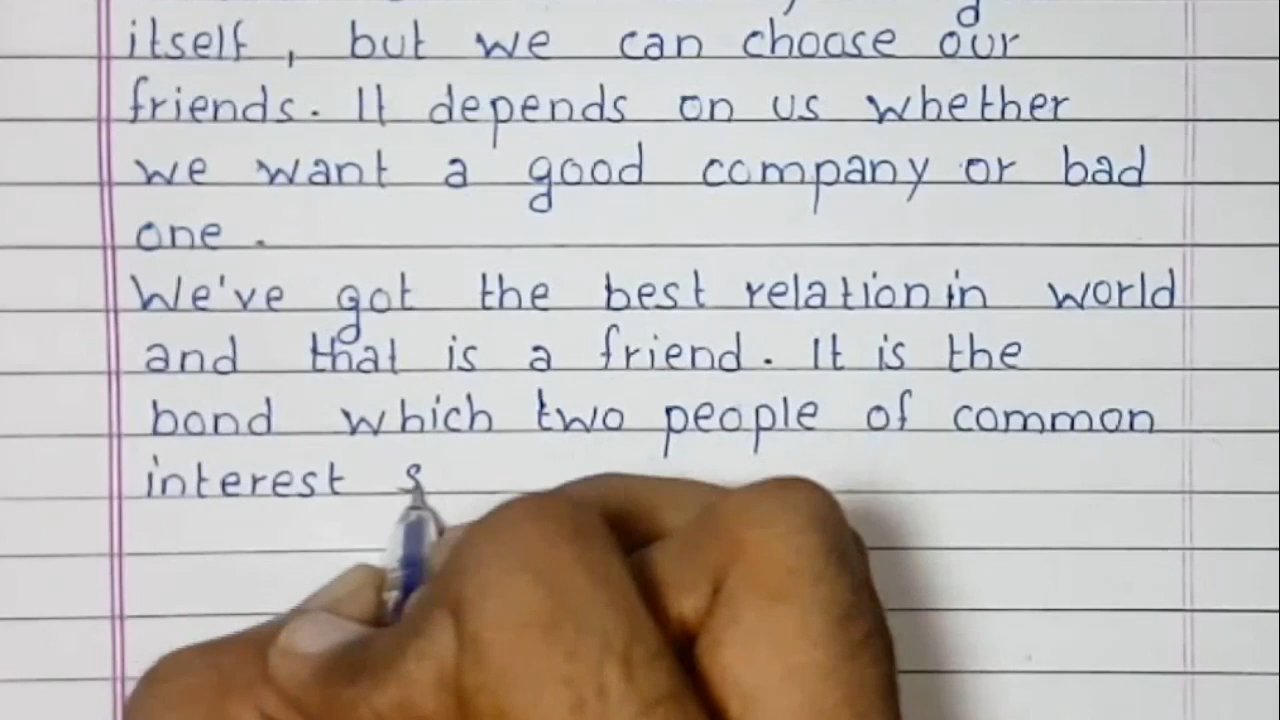 itself, but we can choose our
friends. It depends on us whether
we want a good company or bad
one.
We've got the best relation in world
and that is a friend. It is the
bond which two people of common
interest s